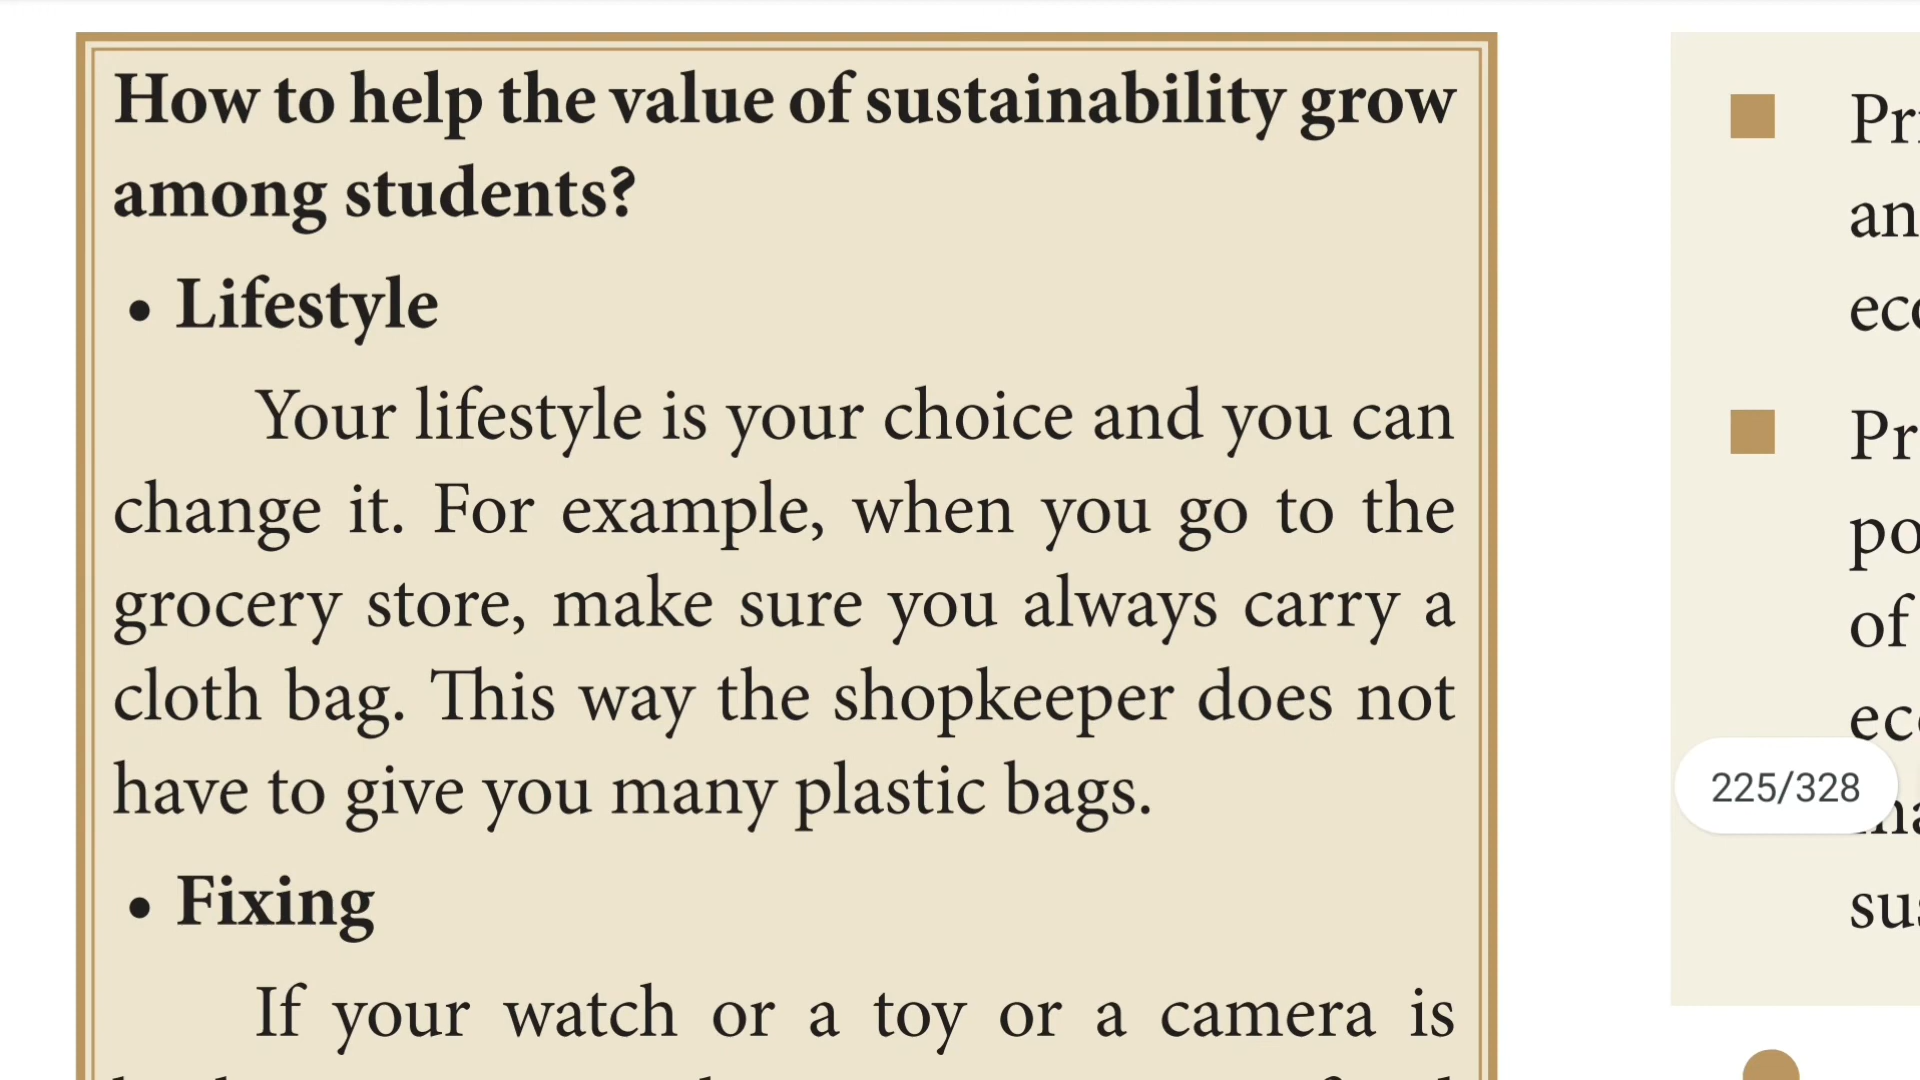 How to help the value of sustainability grow
among students?
• Lifestyle
Your lifestyle is your choice and you can
change it. For example, when you go to the
grocery store, make sure you always carry a
cloth bag. This way the shopkeeper does not
have to give you many plastic bags.
• Fixing
If your watch or a toy or a camera is
of
225/328